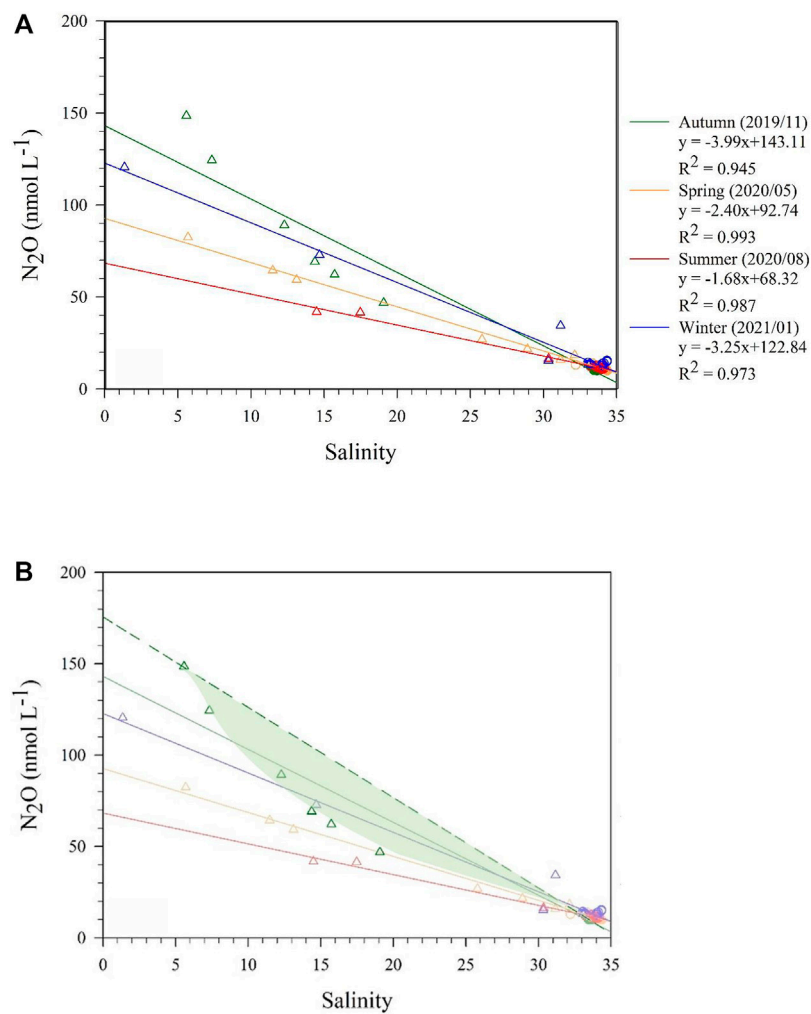 A
200
150
100
50
0
N2O (nmol L-1)
0 5 10 15 20 25 30 35
Salinity
Autumn (2019/11)
y = -3.99x+143.11
R2 = 0.945
Spring (2020/05)
y = -2.40x+92.74
R2 = 0.993
Summer (2020/08)
y = -1.68x+68.32
R2 = 0.987
Winter (2021/01)
y = -3.25x+122.84
R2 = 0.973
B
200
150
100
50
0
N2O (nmol L-1)
0 5 10 15 20 25 30 35
Salinity